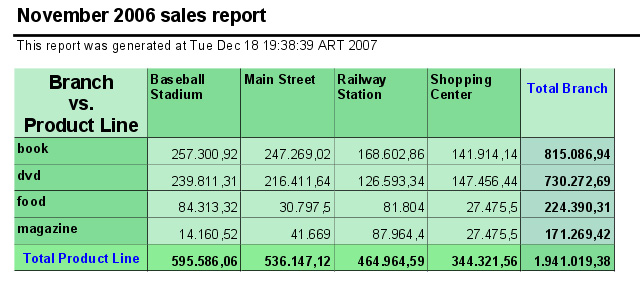 November 2006 sales report
This report was generated at Tue Dec 18 19:38:39 ART 2007
Branch vs. Product Line Baseball Stadium Main Street Railway Station Shopping Center Total Branch
book 257.300,92 247.269,02 168.602,86 141.914,14 815.086,94
dvd 239.811,31 216.411,64 126.593,34 147.456,44 730.272,69
food 84.313,32 30.797,5 81.804 27.475,5 224.390,31
magazine 14.160,52 41.669 87.964,4 27.475,5 171.269,42
Total Product Line 595.586,06 536.147,12 464.964,59 344.321,56 1.941.019,38